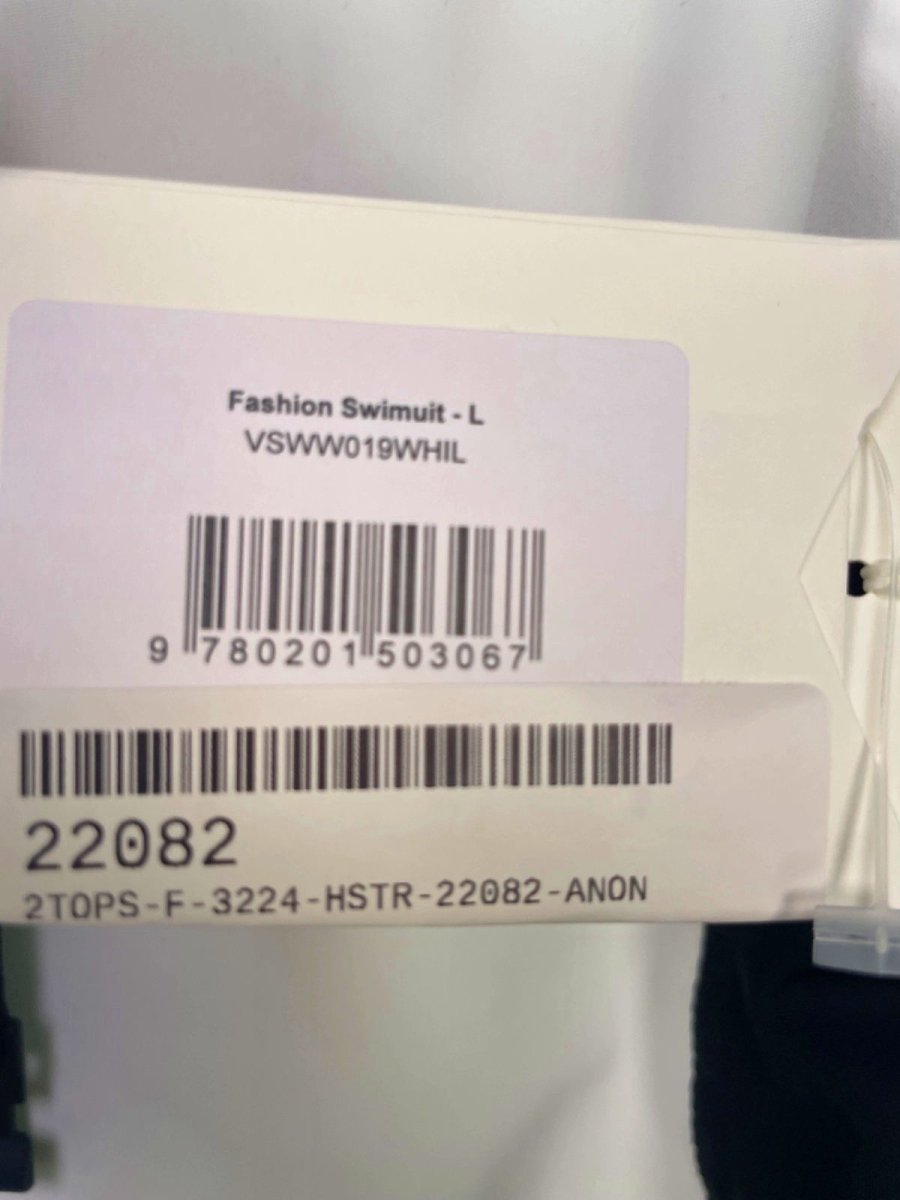 Fashion Swimuit - L
VSWW019WHIL
9 780201 503067
22082
2TOPS-F-3224-HSTR-22082-ANON